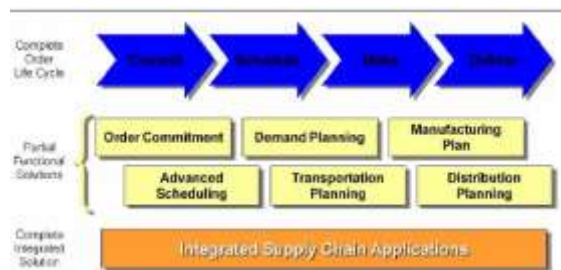 Complete
Order
Life Cycle
Commit
Schedule
Make
Deliver
Partial
Functional
Solutions
Order Commitment
Demand Planning
Manufacturing
Plan
Advanced
Scheduling
Transportation
Planning
Distribution
Planning
Complete
Integrated
Solution
Integrated Supply Chain Applications